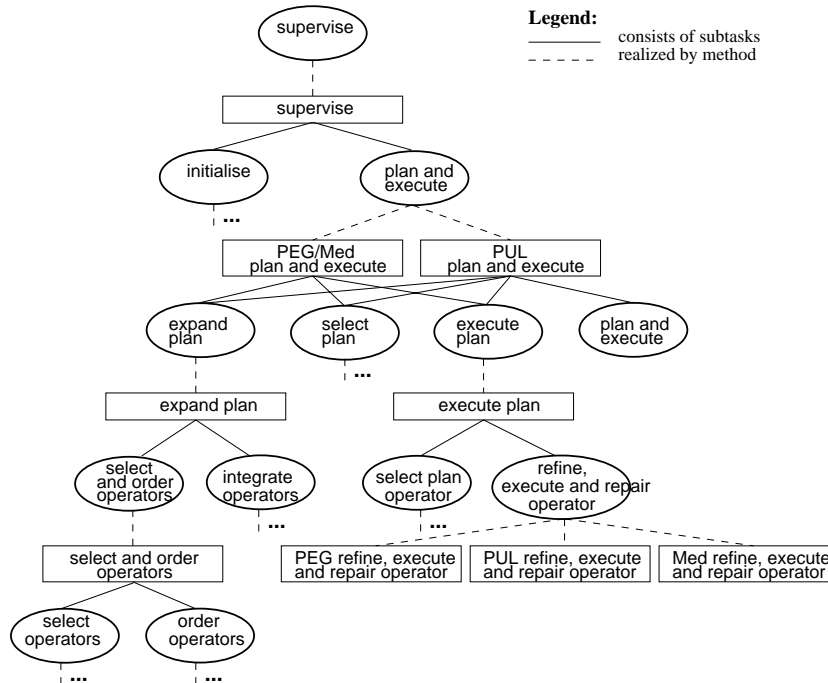 supervise
Legend:
consists of subtasks
realized by method
supervise
initialise
plan and
execute
...
PEG/Med
plan and execute
PUL
plan and execute
expand
plan
select
plan
execute
plan
plan and
execute
...
expand plan
execute plan
select
and order
operators
integrate
operators
select plan
operator
refine,
execute and repair
operator
...
...
select and order
operators
PEG refine, execute
and repair operator
PUL refine, execute
and repair operator
Med refine, execute
and repair operator
select
operators
order
operators
...
...